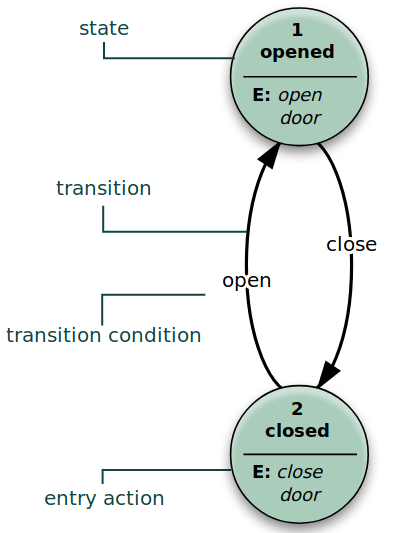 state
1
opened
E: open
door
transition
close
open
transition condition
2
closed
E: close
door
entry action